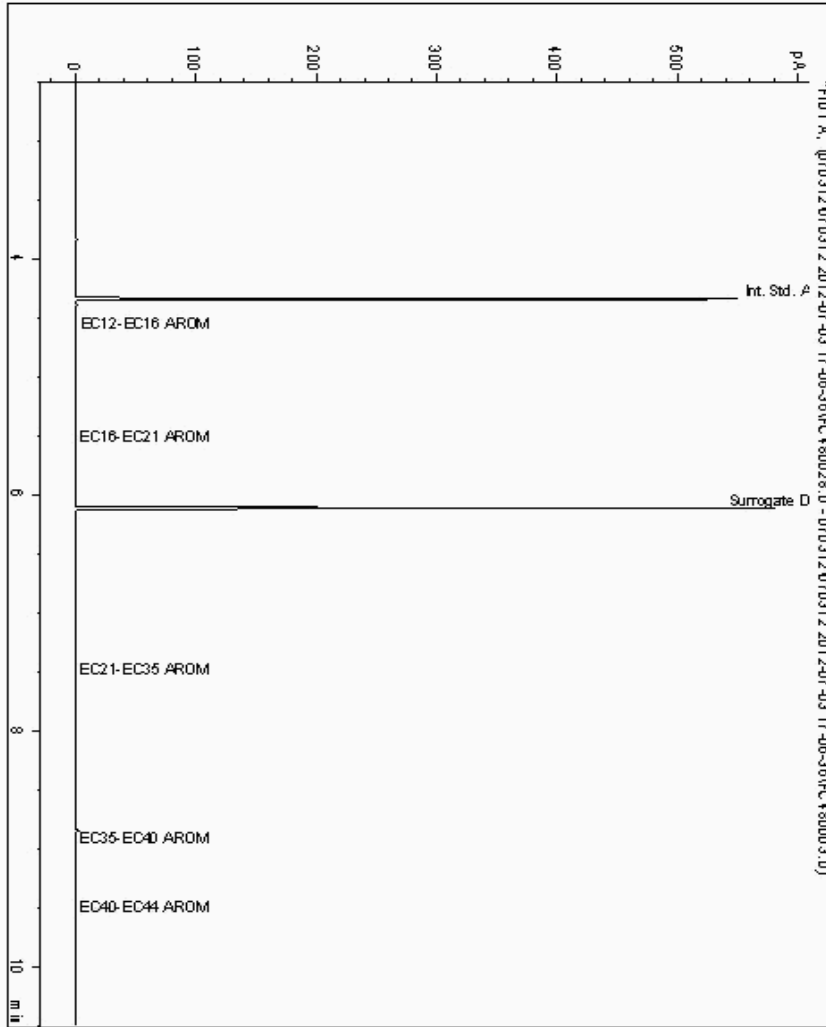 0
100
200
300
400
500
pA
4
Int. Std. A
EC12-EC16 AROM
EC16-EC21 AROM
6
Surrogate D
EC21-EC35 AROM
8
EC35-EC40 AROM
EC40-EC44 AROM
10
min